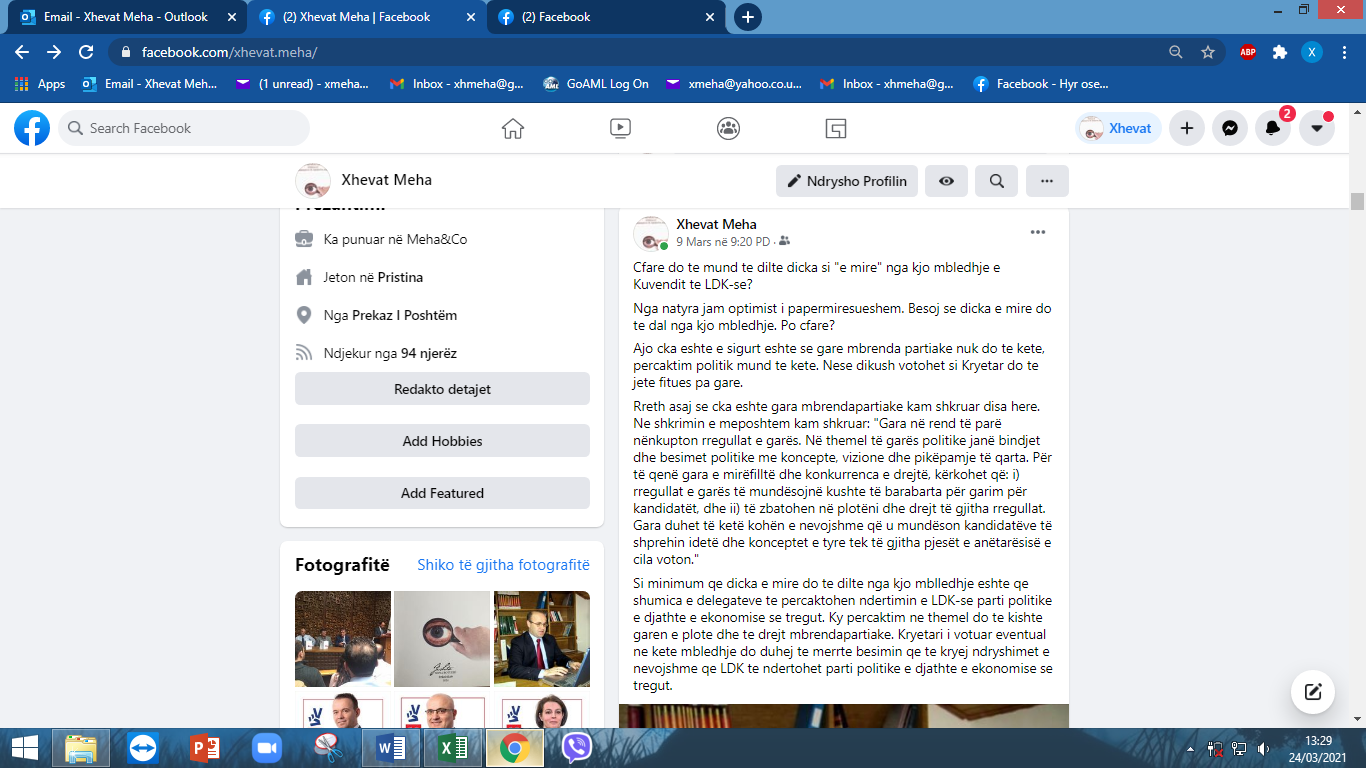 Email - Xhevat Meha - Outlook
(2) Xhevat Meha | Facebook
(2) Facebook
facebook.com/xhevat.meha/
ABP
X
Apps
Email - Xhevat Meh...
(1 unread) - xmeha...
Inbox - xhmeha@g...
GoAML Log On
xmeha@yahoo.co.u...
Inbox - xhmeha@g...
Facebook - Hyr ose...
Search Facebook
Xhevat
2
Xhevat Meha
Ndrysho Profilin
Prezantimi
Ka punuar në Meha&Co
Jeton në Pristina
Nga Prekaz I Poshtëm
Ndjekur nga 94 njerëz
Redakto detajet
Add Hobbies
Add Featured
Fotografitë
Shiko të gjitha fotografitë
Xhevat Meha
9 Mars në 9:20 PD ·
Cfare do te mund te dilte dicka si "e mire" nga kjo mbledhje e
Kuvendit te LDK-se?
Nga natyra jam optimist i papermiresueshem. Besoj se dicka e mire do
te dal nga kjo mbledhje. Po cfare?
Ajo cka eshte e sigurt eshte se gare mbrenda partiake nuk do te kete,
percaktim politik mund te kete. Nese dikush votohet si Kryetar do te
jete fitues pa gare.
Rreth asaj se cka eshte gara mbrendapartiake kam shkruar disa here.
Ne shkrimin e meposhtem kam shkruar: "Gara në rend të parë
nënkupton rregullat e garës. Në themel të garës politike janë bindjet
dhe besimet politike me koncepte, vizione dhe pikëpamje të qarta. Për
të qenë gara e mirëfilltë dhe konkurrenca e drejtë, kërkohet që: i)
rregullat e garës të mundësojnë kushte të barabarta për garim për
kandidatët, dhe ii) të zbatohen në plotëni dhe drejt të gjitha rregullat.
Gara duhet të ketë kohën e nevojshme që u mundëson kandidatëve të
shprehin idetë dhe konceptet e tyre tek të gjitha pjesët e anëtarësisë e
cila voton."
Si minimum qe dicka e mire do te dilte nga kjo mblledhje eshte qe
shumica e delegateve te percaktohen ndertimin e LDK-se parti politike
e djathte e ekonomise se tregut. Ky percaktim ne themel do te kishte
garen e plote dhe te drejt mbrendapartiake. Kryetari i votuar eventual
ne kete mbledhje do duhej te merrte besimin qe te kryej ndryshimet e
nevojshme qe LDK te ndertohet parti politike e djathte e ekonomise se
tregut.
13:29
24/03/2021